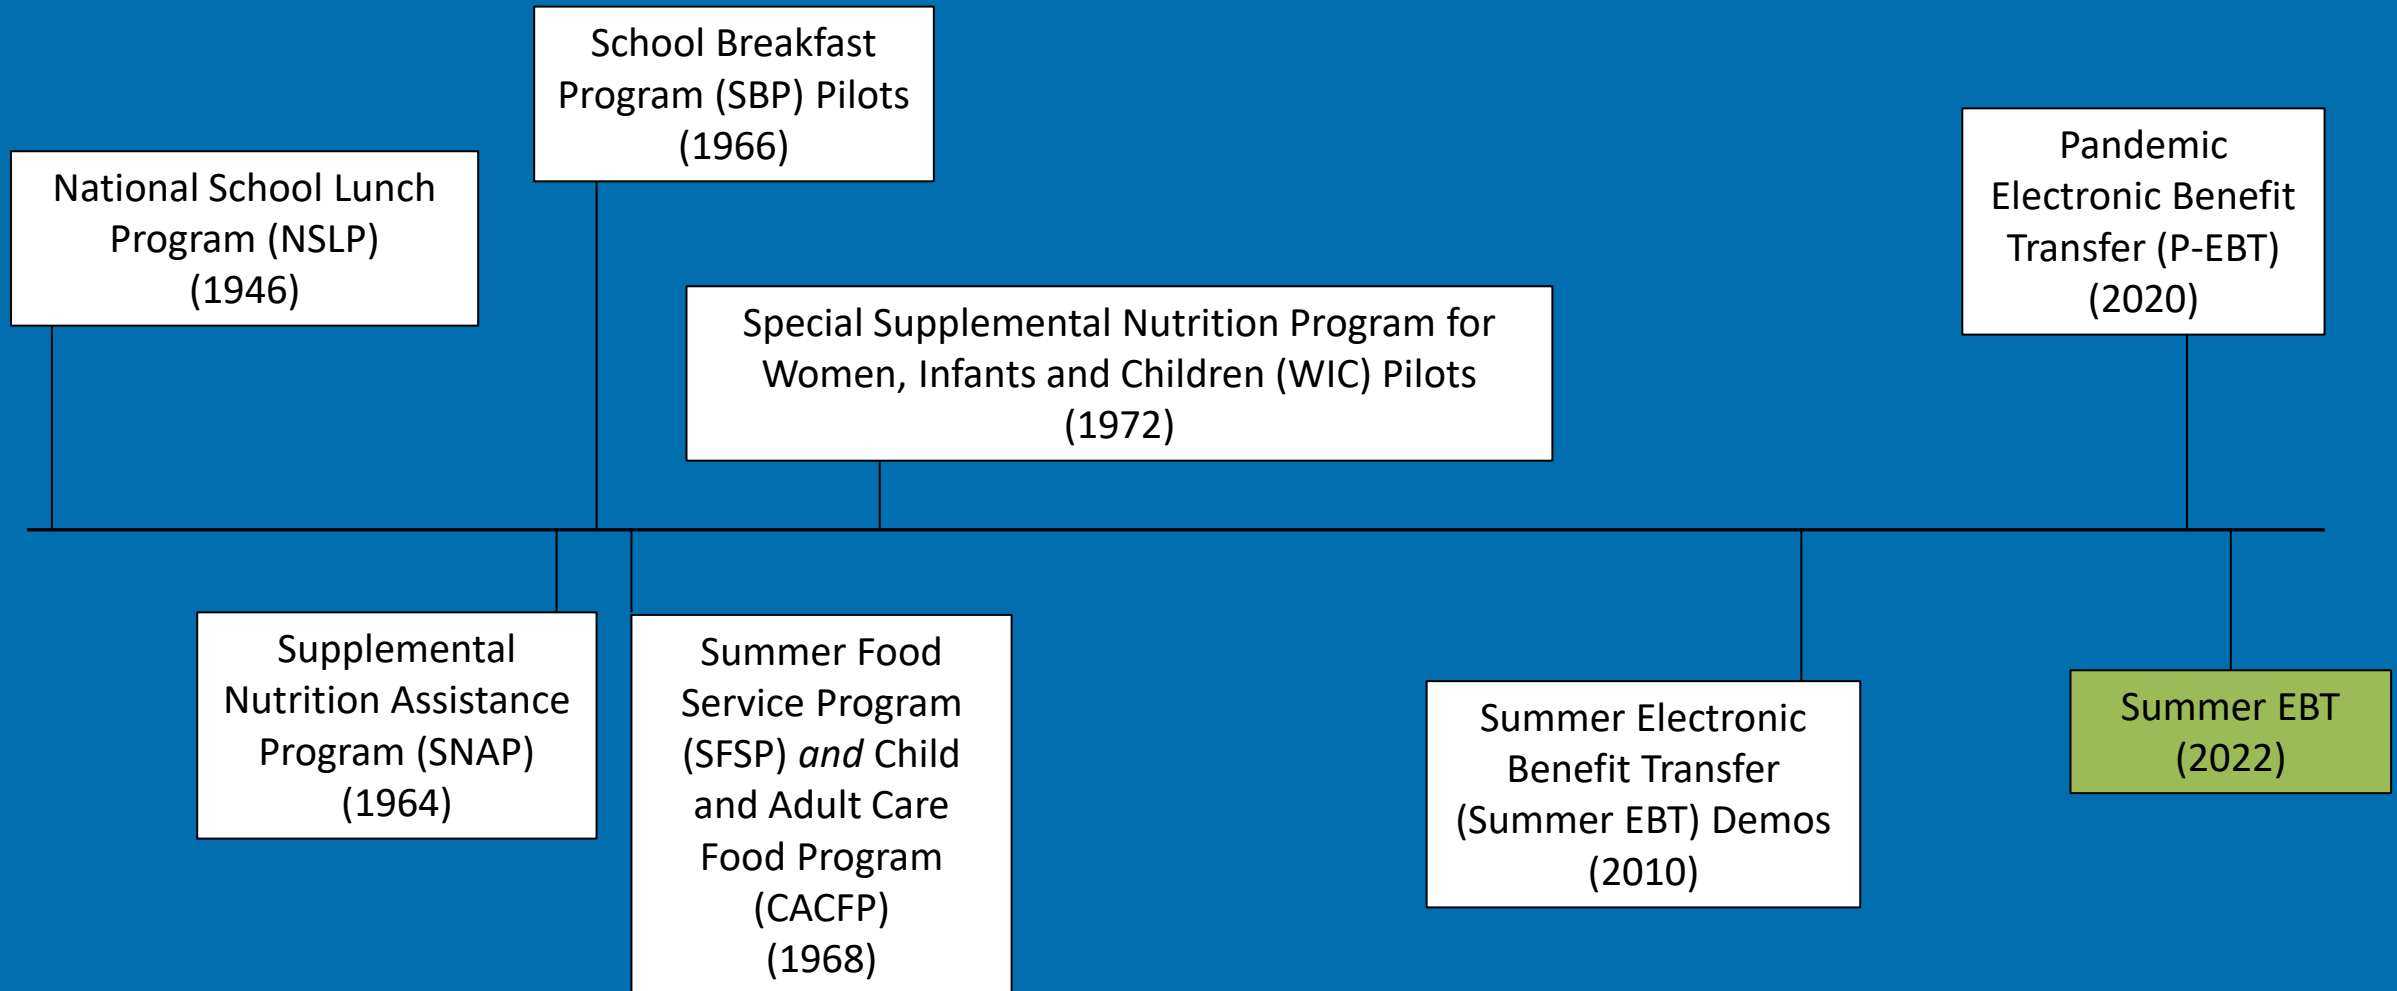 School Breakfast
Program (SBP) Pilots
(1966)
National School Lunch
Program (NSLP)
(1946)
Pandemic
Electronic Benefit
Transfer (P-EBT)
(2020)
Special Supplemental Nutrition Program for
Women, Infants and Children (WIC) Pilots
(1972)
Supplemental
Nutrition Assistance
Program (SNAP)
(1964)
Summer Food
Service Program
(SFSP) and Child
and Adult Care
Food Program
(CACFP)
(1968)
Summer Electronic
Benefit Transfer
(Summer EBT) Demos
(2010)
Summer EBT
(2022)